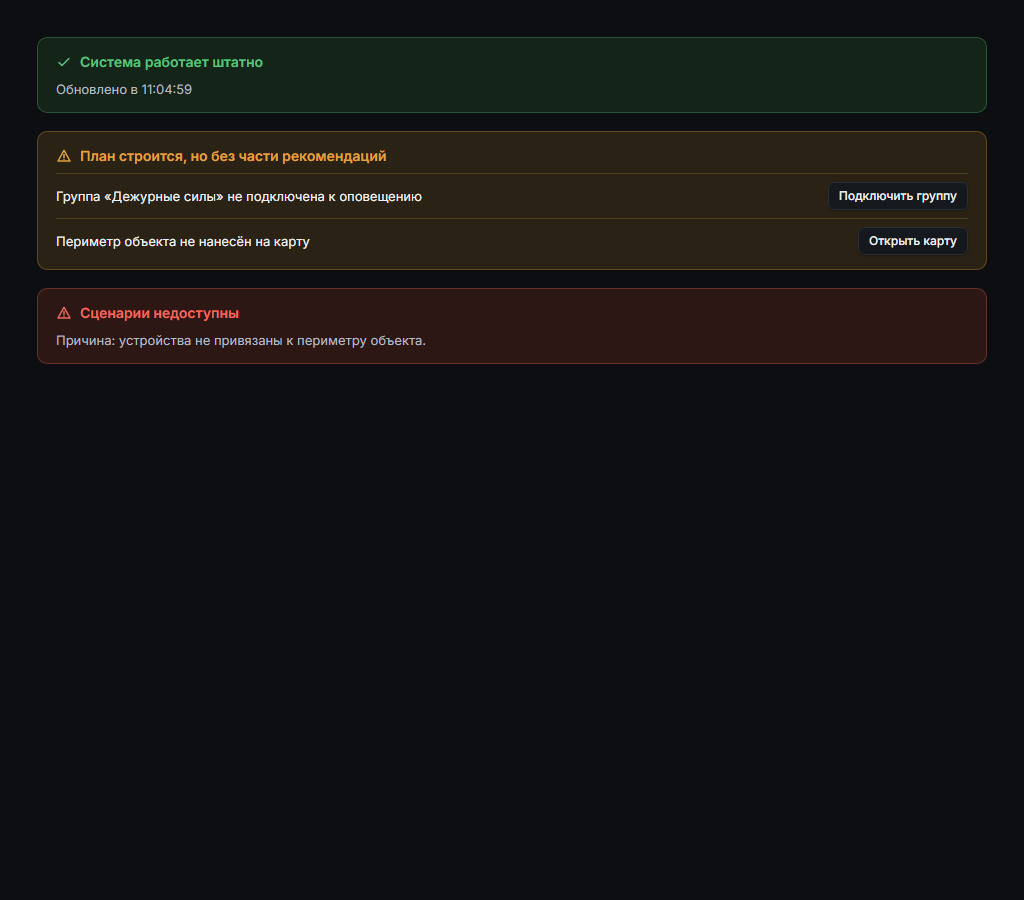 Система работает штатно
Обновлено в 11:04:59
План строится, но без части рекомендаций
Группа «Дежурные силы» не подключена к оповещению
Подключить группу
Периметр объекта не нанесён на карту
Открыть карту
Сценарии недоступны
Причина: устройства не привязаны к периметру объекта.